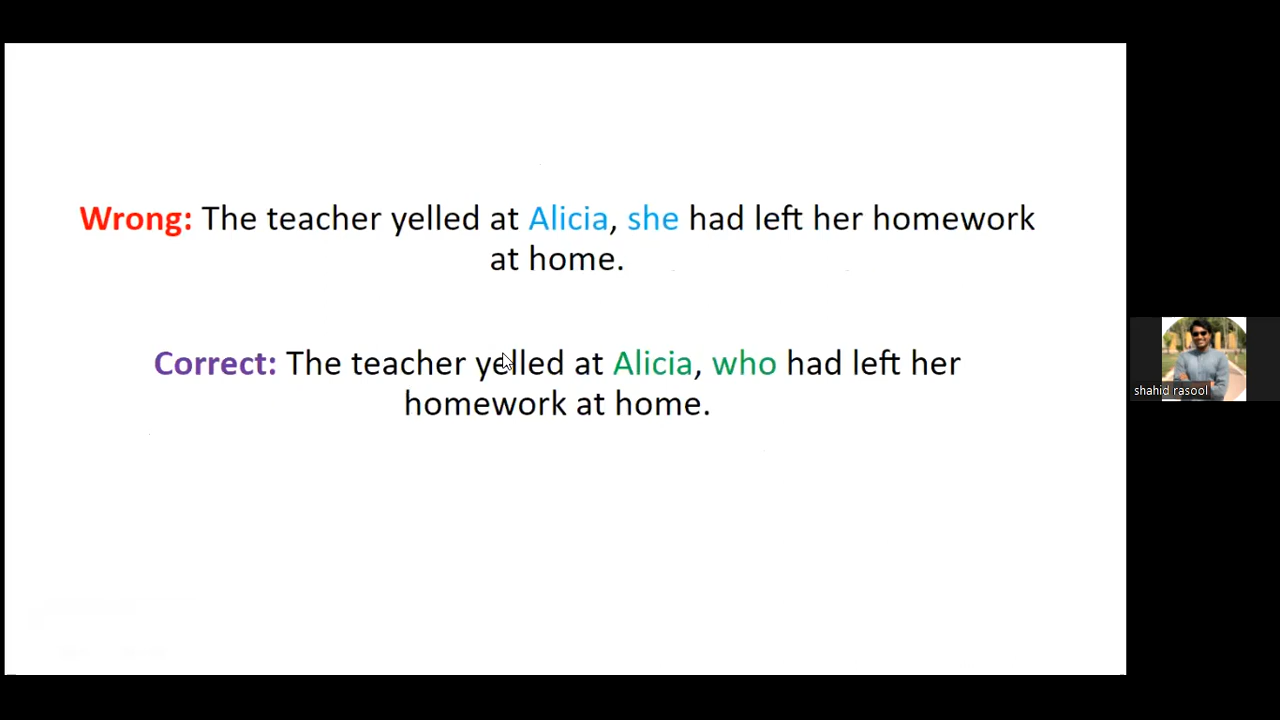 Wrong: The teacher yelled at Alicia, she had left her homework
at home.
Correct: The teacher yelled at Alicia, who had left her
homework at home.
shahid rasool